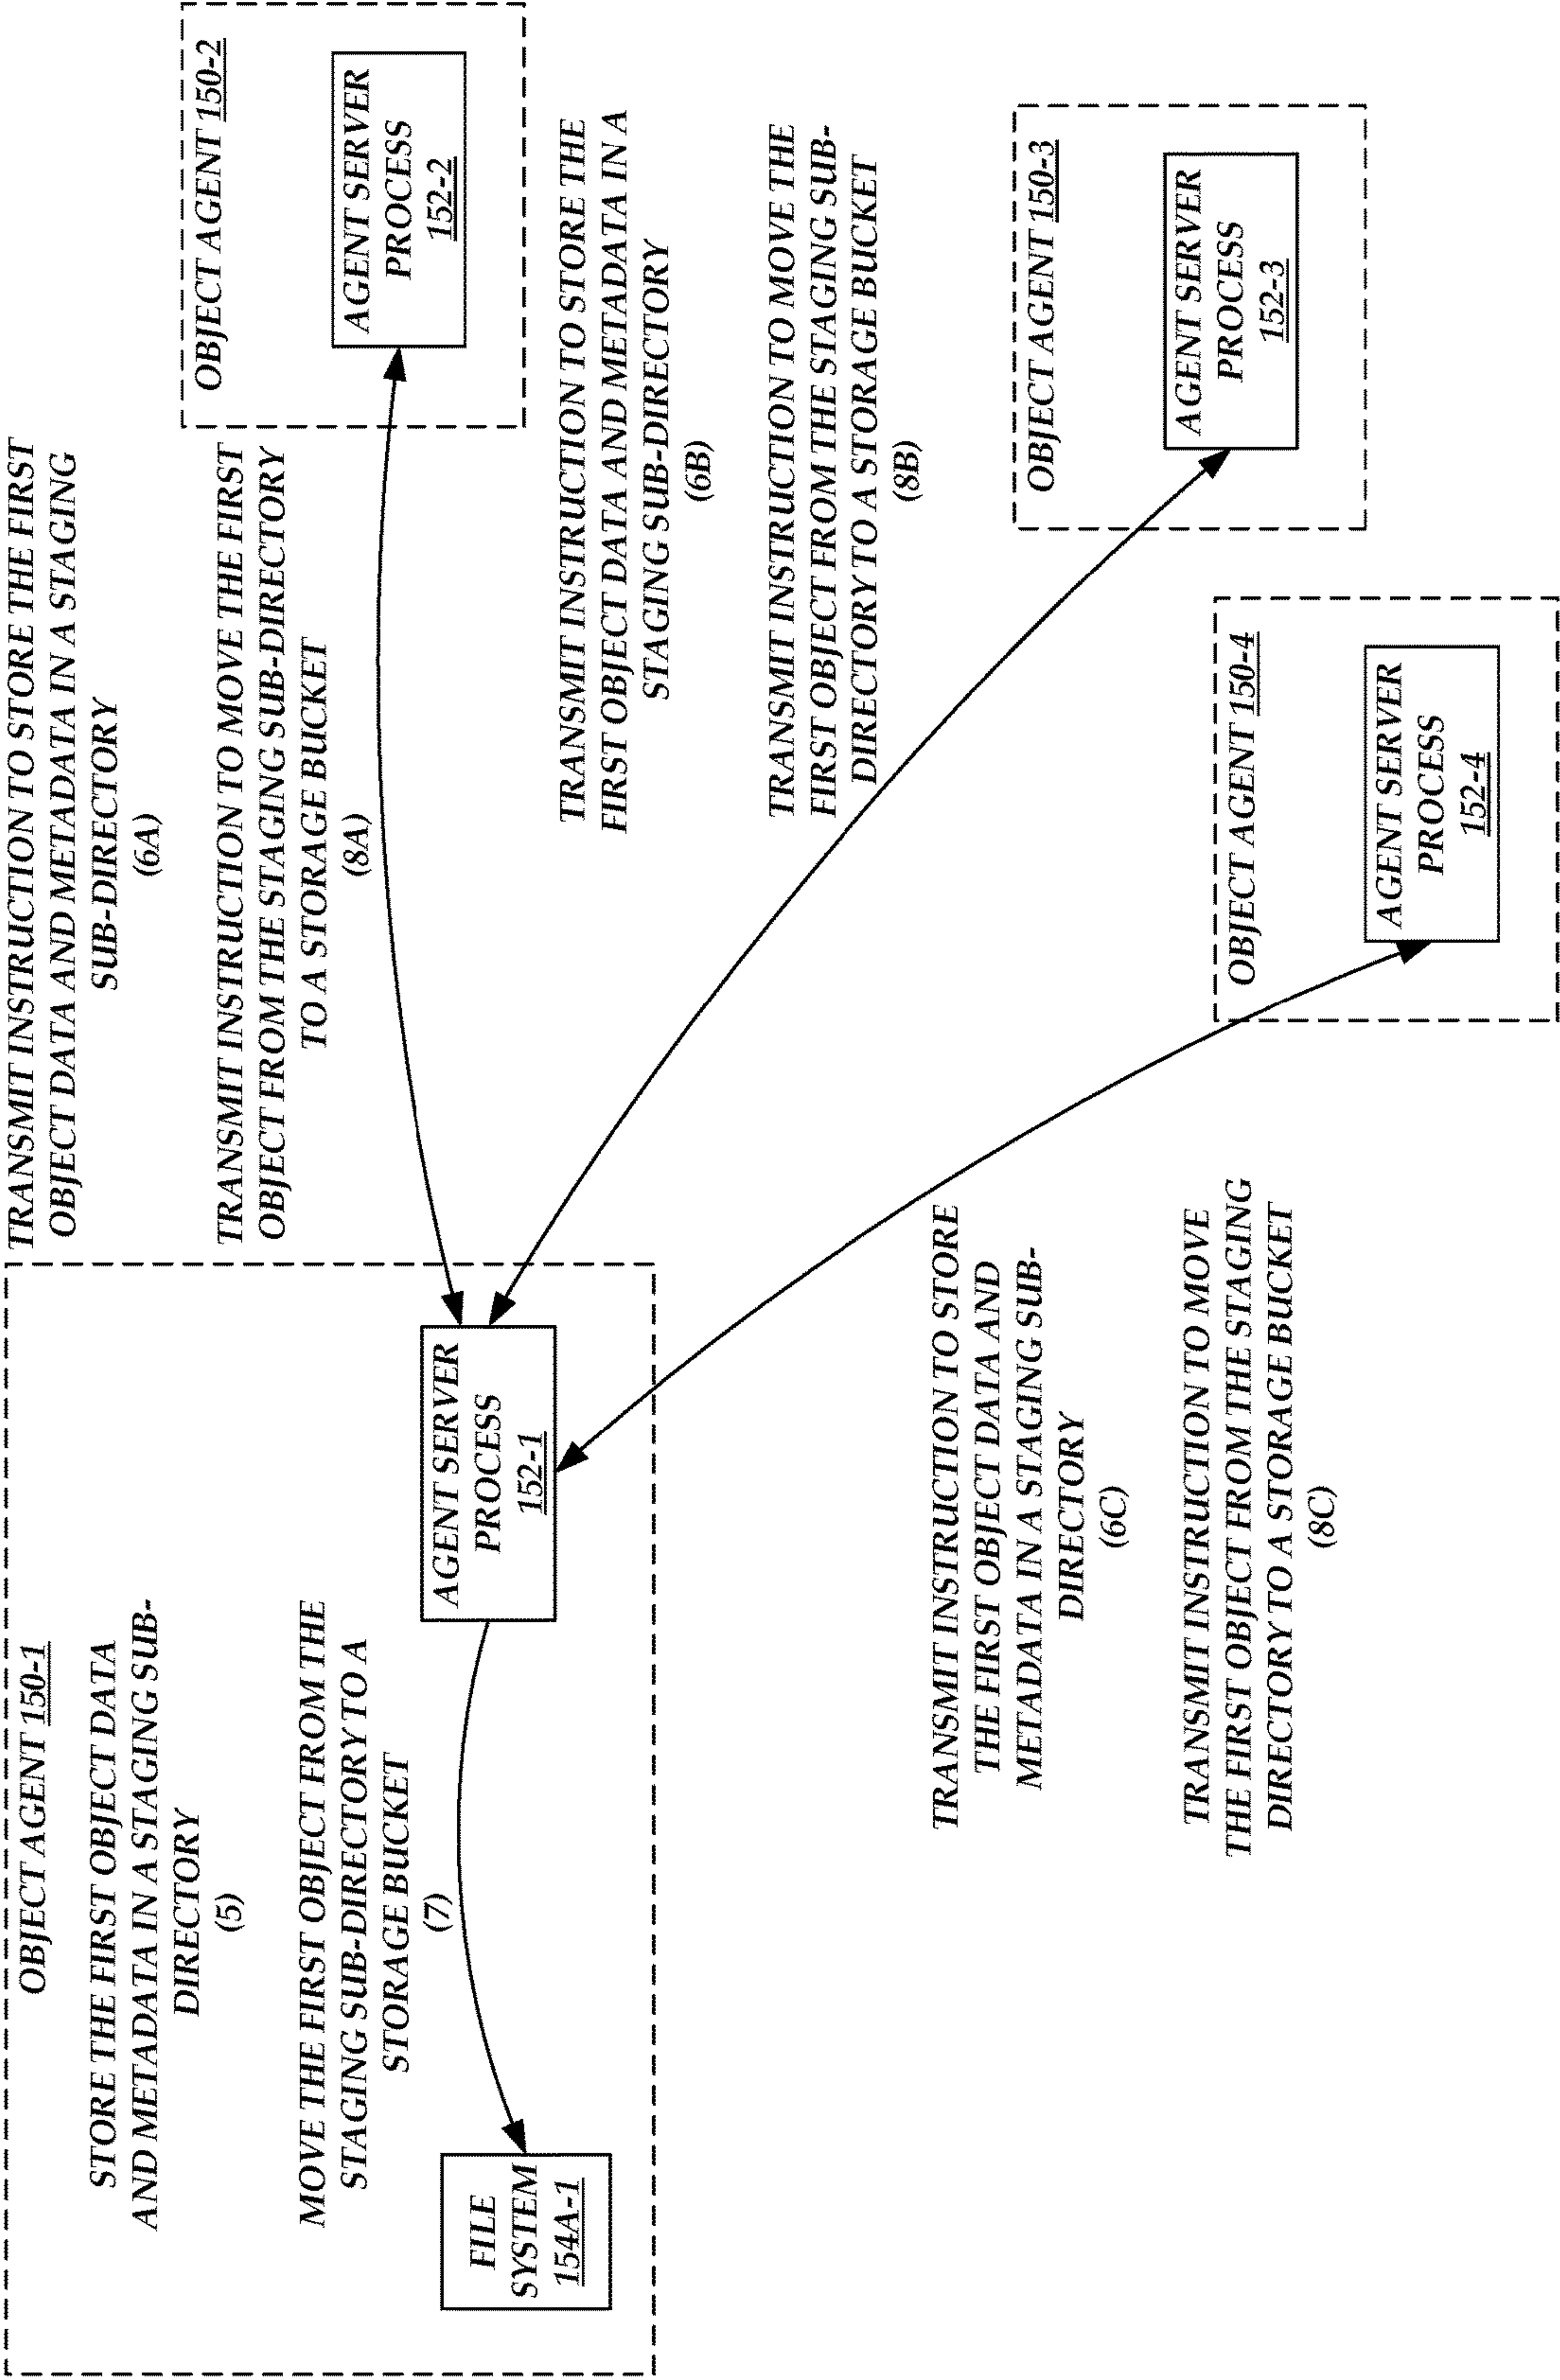 OBJECT AGENT 150-1
STORE THE FIRST OBJECT DATA
AND METADATA IN A STAGING SUB-
DIRECTORY
(5)
MOVE THE FIRST OBJECT FROM THE
STAGING SUB-DIRECTORY TO A
STORAGE BUCKET
(7)
FILE
SYSTEM
154A-1
AGENT SERVER
PROCESS
152-1
TRANSMIT INSTRUCTION TO STORE THE FIRST
OBJECT DATA AND METADATA IN A STAGING
SUB-DIRECTORY
(6A)
TRANSMIT INSTRUCTION TO MOVE THE FIRST
OBJECT FROM THE STAGING SUB-DIRECTORY
TO A STORAGE BUCKET
(8A)
OBJECT AGENT 150-2
AGENT SERVER
PROCESS
152-2
TRANSMIT INSTRUCTION TO STORE THE
FIRST OBJECT DATA AND METADATA IN A
STAGING SUB-DIRECTORY
(6B)
TRANSMIT INSTRUCTION TO MOVE THE
FIRST OBJECT FROM THE STAGING SUB-
DIRECTORY TO A STORAGE BUCKET
(8B)
OBJECT AGENT 150-3
AGENT SERVER
PROCESS
152-3
TRANSMIT INSTRUCTION TO STORE
THE FIRST OBJECT DATA AND
METADATA IN A STAGING SUB-
DIRECTORY
(6C)
TRANSMIT INSTRUCTION TO MOVE
THE FIRST OBJECT FROM THE STAGING
DIRECTORY TO A STORAGE BUCKET
(8C)
OBJECT AGENT 150-4
AGENT SERVER
PROCESS
152-4